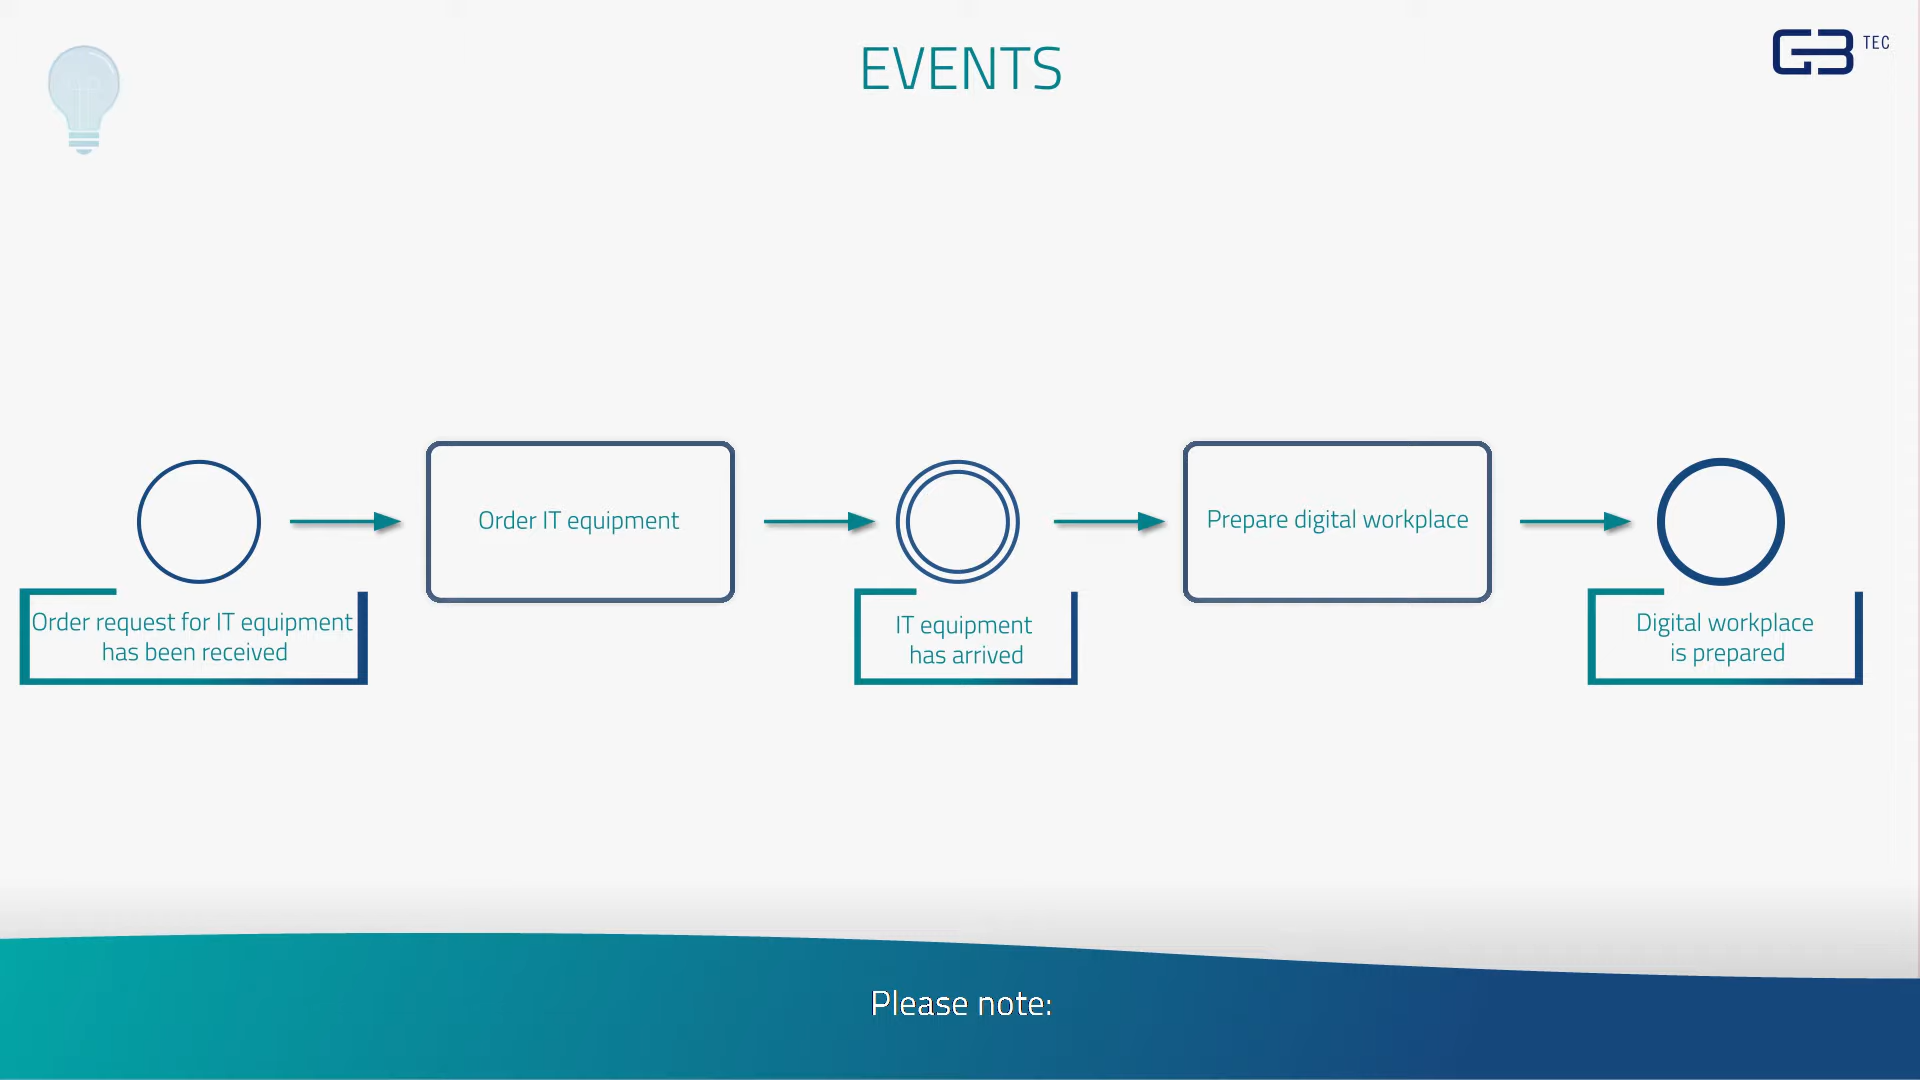 EVENTS
GB TEC
Order IT equipment
Prepare digital workplace
Order request for IT equipment
has been received
IT equipment
has arrived
Digital workplace
is prepared
Please note: